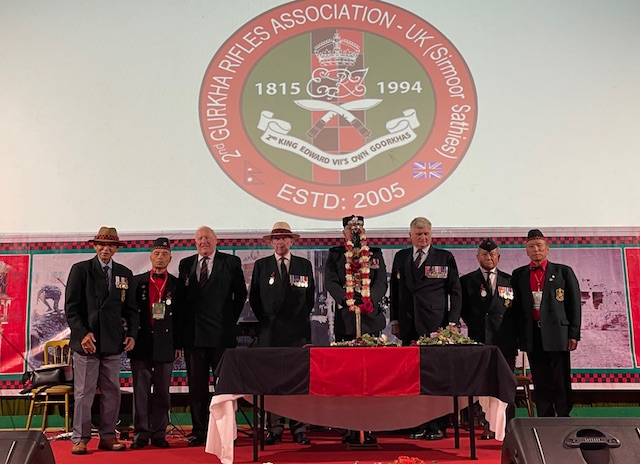 2nd GURKHA RIFLES ASSOCIATION - UK (Sirmoor Sathies)
1815 1994
2ND KING EDWARD VII'S OWN GOORKHAS
ESTD: 2005